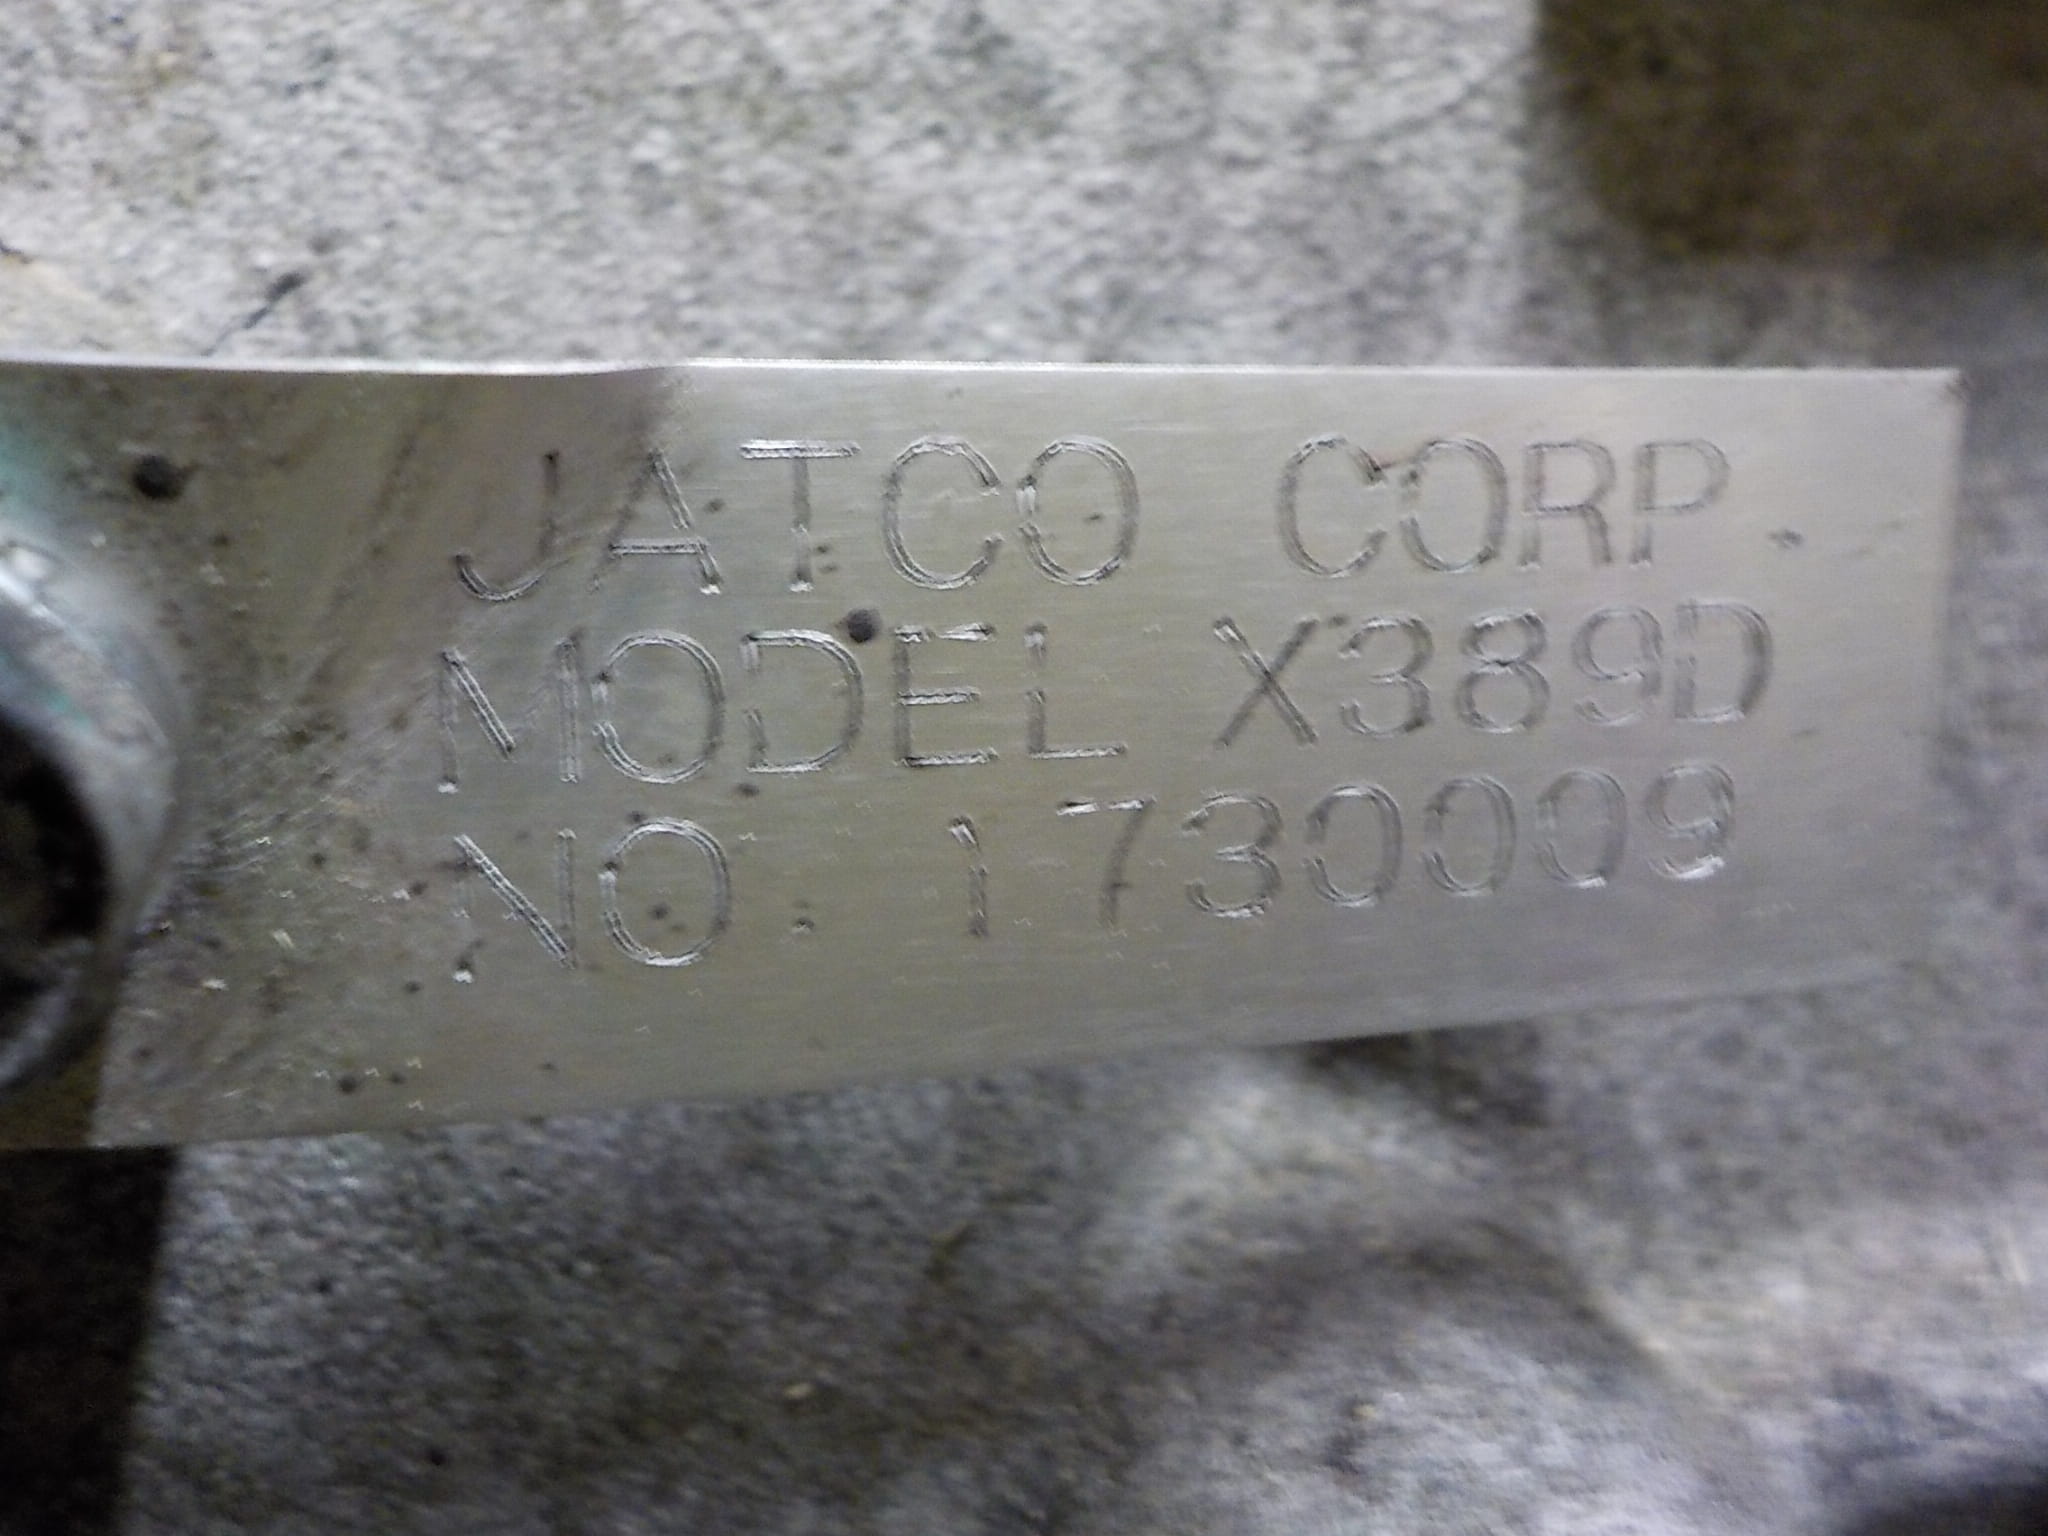 JATCO CORP
MODEL X389D
NO. 1730009